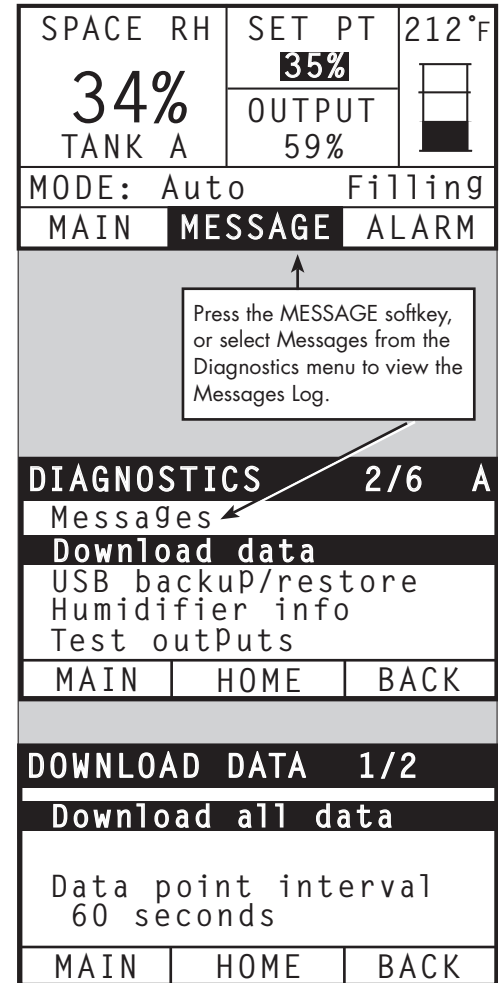 SPACE RH SET PT 212°F
35%
34% OUTPUT
TANK A 59%
MODE: Auto Filling
MAIN MESSAGE ALARM
Press the MESSAGE softkey,
or select Messages from the
Diagnostics menu to view the
Messages Log.
DIAGNOSTICS 2/6 A
Messages
Download data
USB backup/restore
Humidifier info
Test outputs
MAIN HOME BACK
DOWNLOAD DATA 1/2
Download all data
Data point interval
60 seconds
MAIN HOME BACK